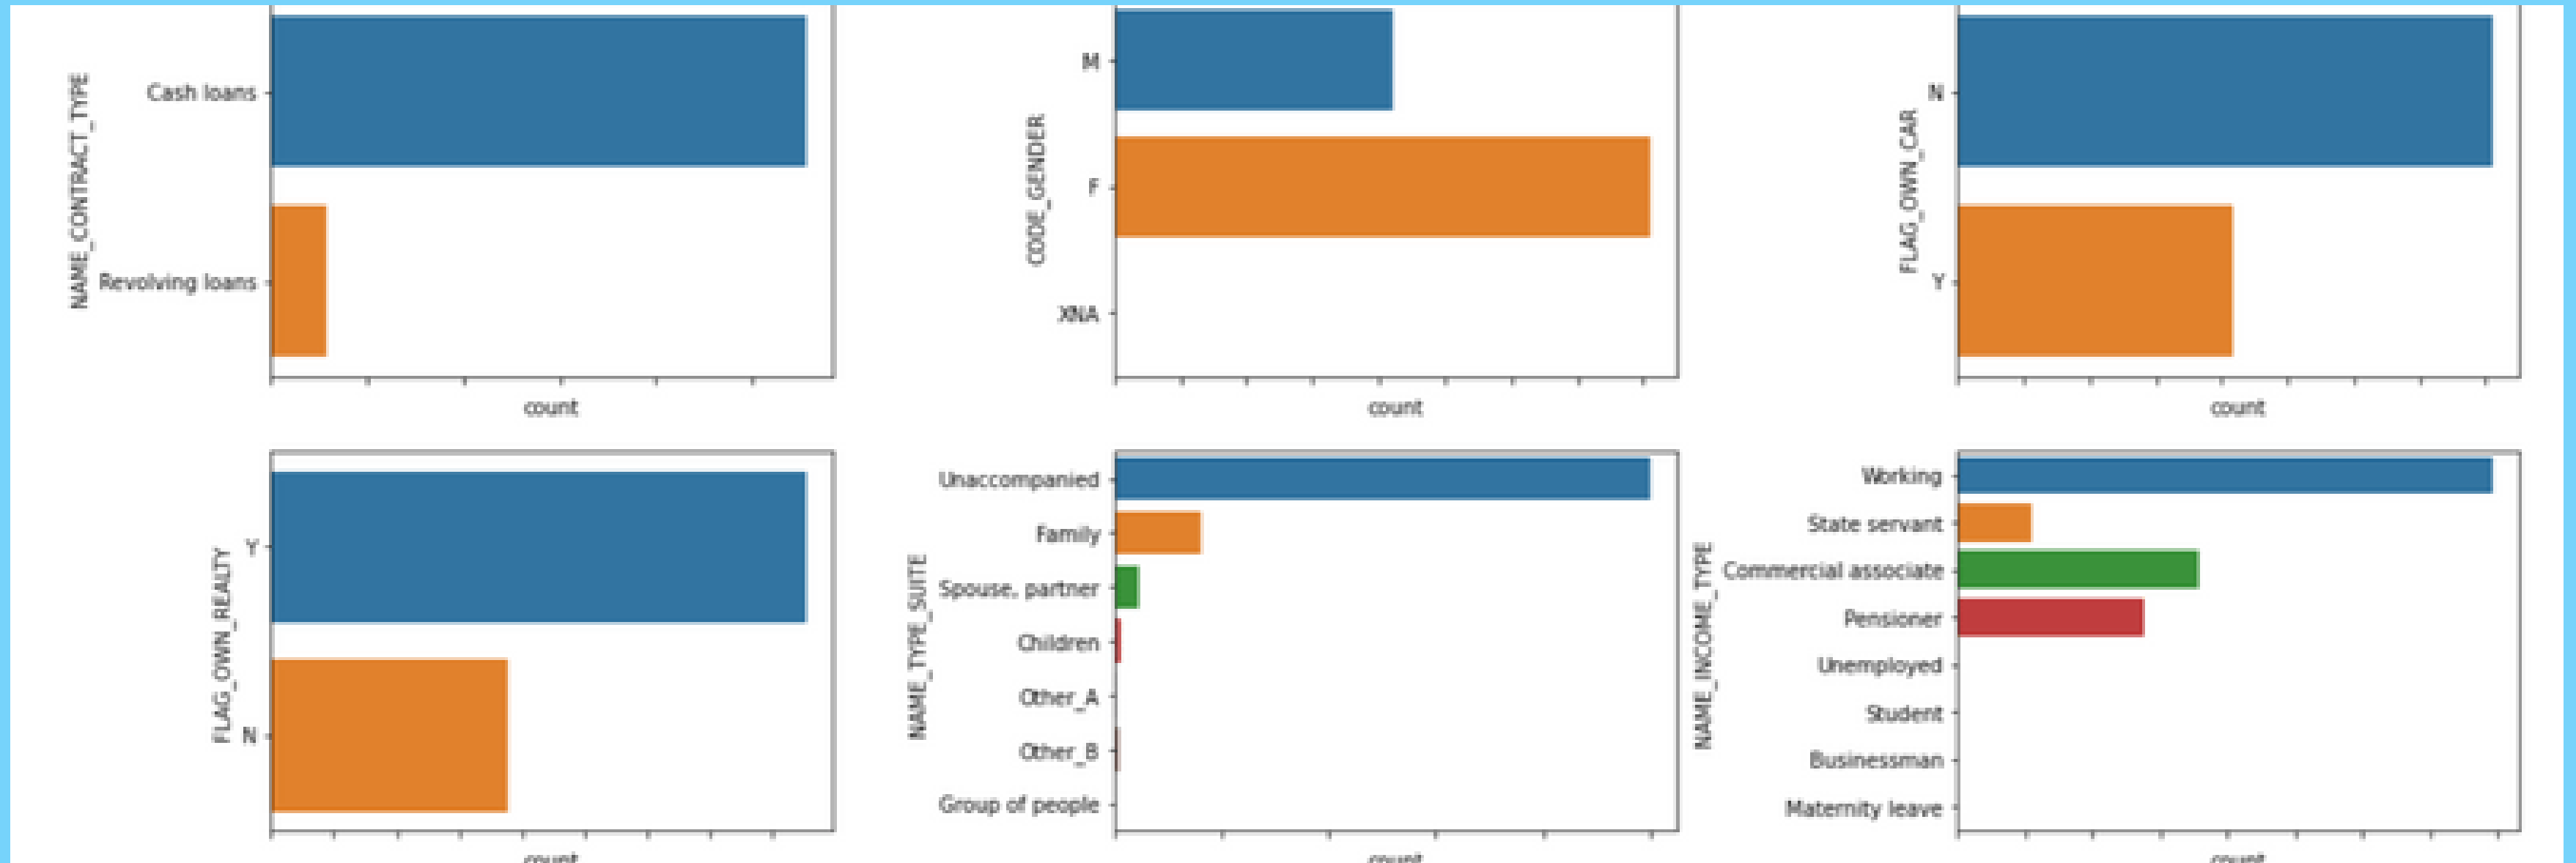 NAME_CONTRACT_TYPE
Cash loans
Revolving loans
count
CODE_GENDER
M
F
XNA
count
FLAG_OWN_CAR
N
Y
count
FLAG_OWN_REALTY
Y
N
count
NAME_TYPE_SUITE
Unaccompanied
Family
Spouse, partner
Children
Other_A
Other_B
Group of people
count
NAME_INCOME_TYPE
Working
State servant
Commercial associate
Pensioner
Unemployed
Student
Businessman
Maternity leave
count